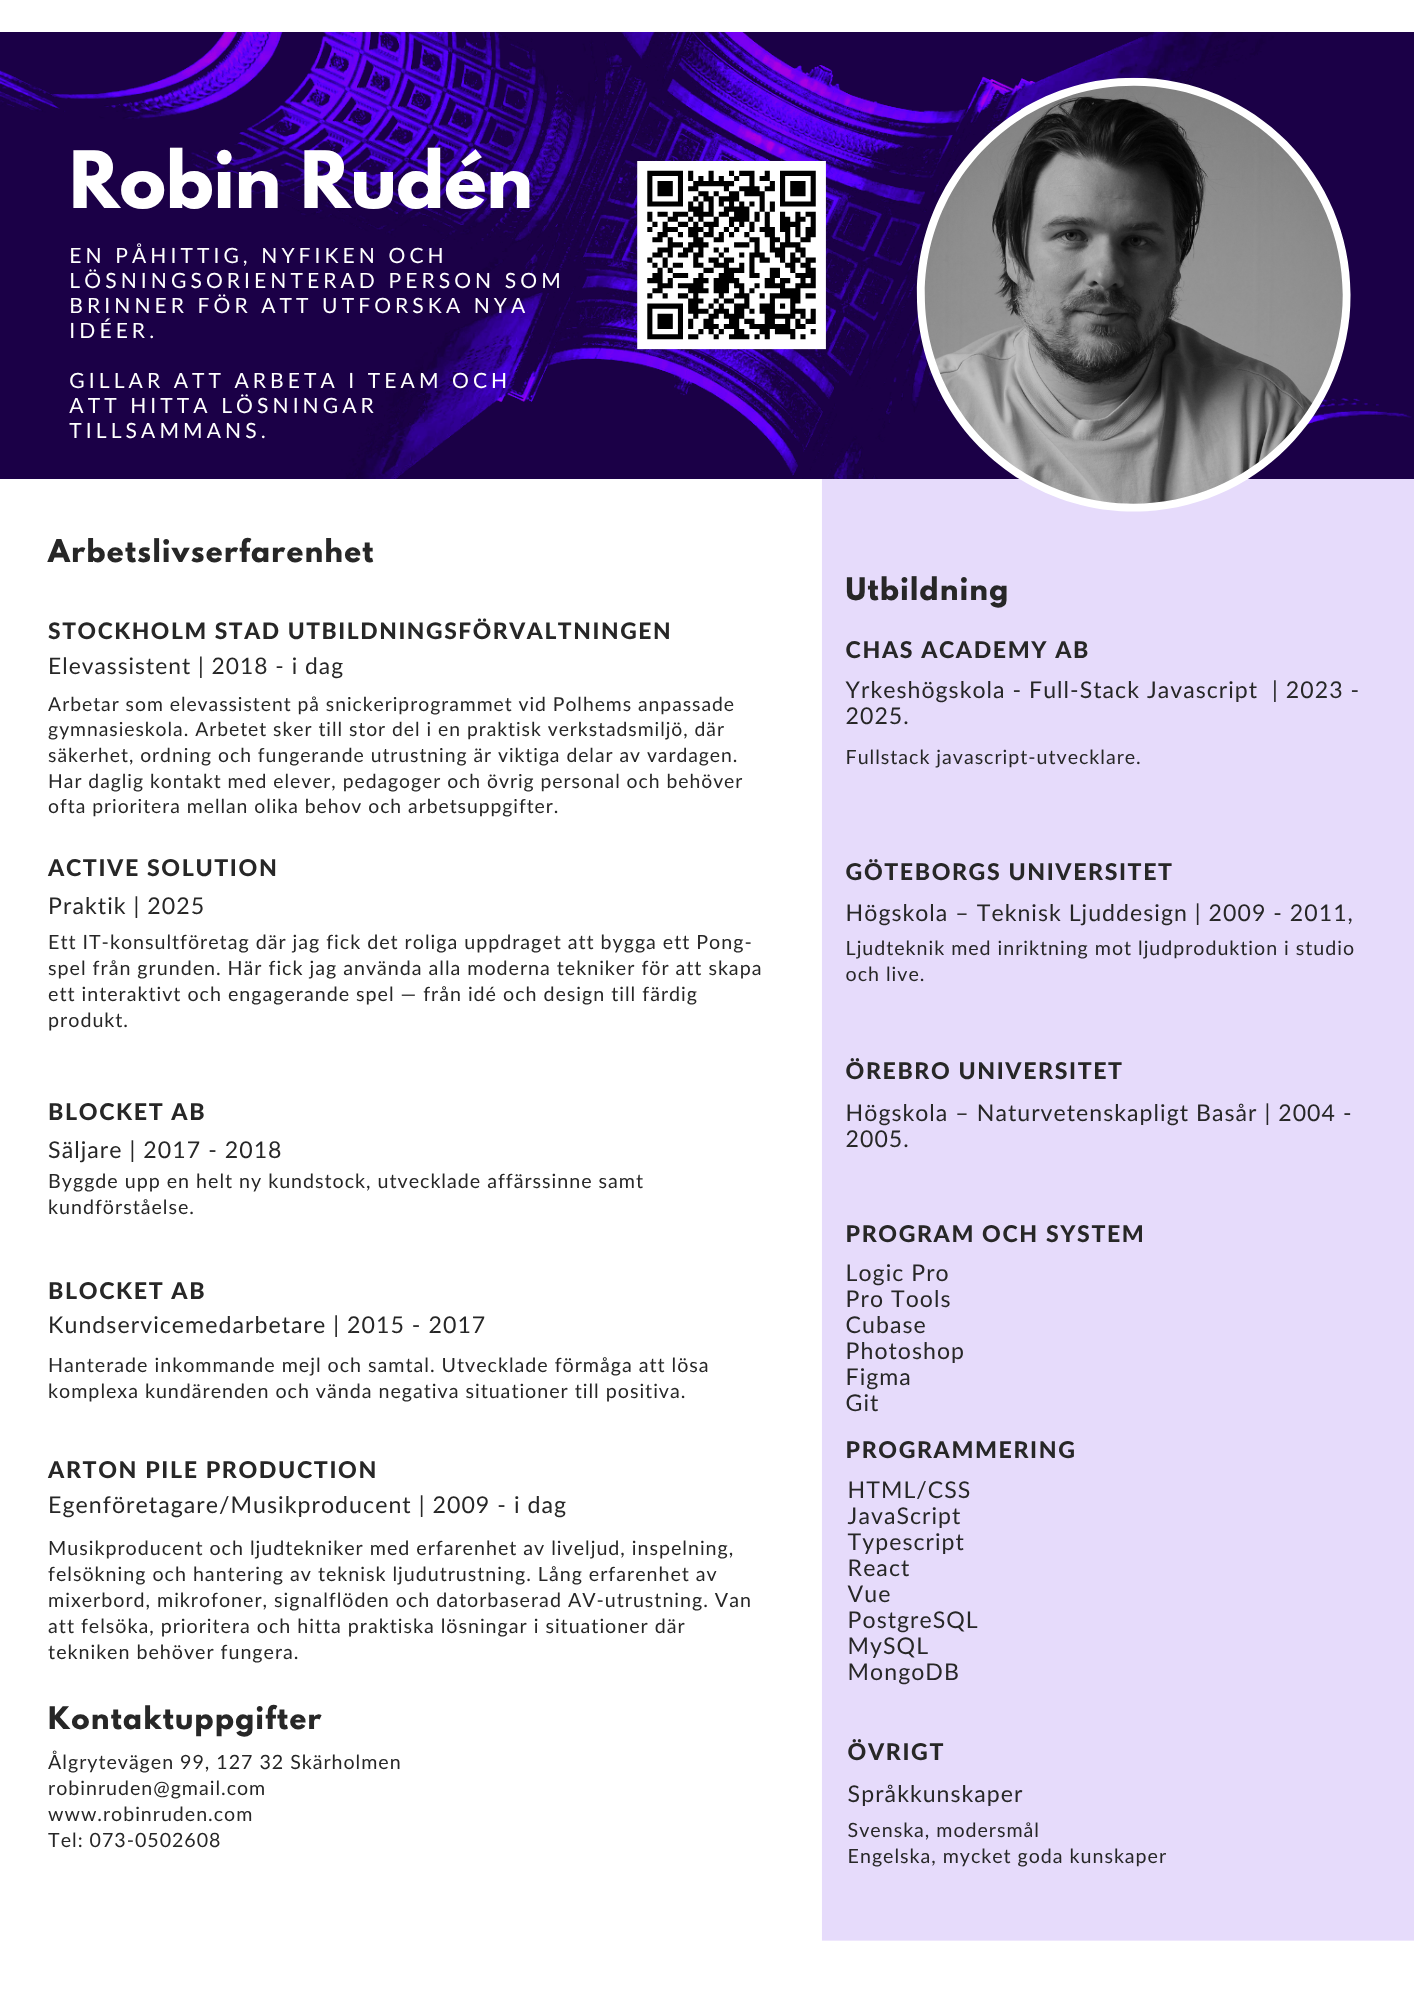 Robin Rudén
EN PÅHITTIG, NYFIKEN OCH
LÖSNINGSORIENTERAD PERSON SOM
BRINNER FÖR ATT UTFORSKA NYA
IDÉER.
GILLAR ATT ARBETA I TEAM OCH
ATT HITTA LÖSNINGAR
TILLSAMMANS.
Arbetslivserfarenhet
STOCKHOLM STAD UTBILDNINGSFÖRVALTNINGEN
Elevassistent | 2018 - i dag
Arbetar som elevassistent på snickeriprogrammet vid Polhems anpassade
gymnasieskola. Arbetet sker till stor del i en praktisk verkstadsmiljö, där
säkerhet, ordning och fungerande utrustning är viktiga delar av vardagen.
Har daglig kontakt med elever, pedagoger och övrig personal och behöver
ofta prioritera mellan olika behov och arbetsuppgifter.
ACTIVE SOLUTION
Praktik | 2025
Ett IT-konsultföretag där jag fick det roliga uppdraget att bygga ett Pong-
spel från grunden. Här fick jag använda alla moderna tekniker för att skapa
ett interaktivt och engagerande spel — från idé och design till färdig
produkt.
BLOCKET AB
Säljare | 2017 - 2018
Byggde upp en helt ny kundstock, utvecklade affärssinne samt
kundförståelse.
BLOCKET AB
Kundservicemedarbetare | 2015 - 2017
Hanterade inkommande mejl och samtal. Utvecklade förmåga att lösa
komplexa kundärenden och vända negativa situationer till positiva.
ARTON PILE PRODUCTION
Egenföretagare/Musikproducent | 2009 - i dag
Musikproducent och ljudtekniker med erfarenhet av liveljud, inspelning,
felsökning och hantering av teknisk ljudutrustning. Lång erfarenhet av
mixerbord, mikrofoner, signalflöden och datorbaserad AV-utrustning. Van
att felsöka, prioritera och hitta praktiska lösningar i situationer där
tekniken behöver fungera.
Kontaktuppgifter
Ålgrytevägen 99, 127 32 Skärholmen
robinruden@gmail.com
www.robinruden.com
Tel: 073-0502608
Utbildning
CHAS ACADEMY AB
Yrkeshögskola - Full-Stack Javascript | 2023 -
2025.
Fullstack javascript-utvecklare.
GÖTEBORGS UNIVERSITET
Högskola – Teknisk Ljuddesign | 2009 - 2011,
Ljudteknik med inriktning mot ljudproduktion i studio
och live.
ÖREBRO UNIVERSITET
Högskola – Naturvetenskapligt Basår | 2004 -
2005.
PROGRAM OCH SYSTEM
Logic Pro
Pro Tools
Cubase
Photoshop
Figma
Git
PROGRAMMERING
HTML/CSS
JavaScript
Typescript
React
Vue
PostgreSQL
MySQL
MongoDB
ÖVRIGT
Språkkunskaper
Svenska, modersmål
Engelska, mycket goda kunskaper